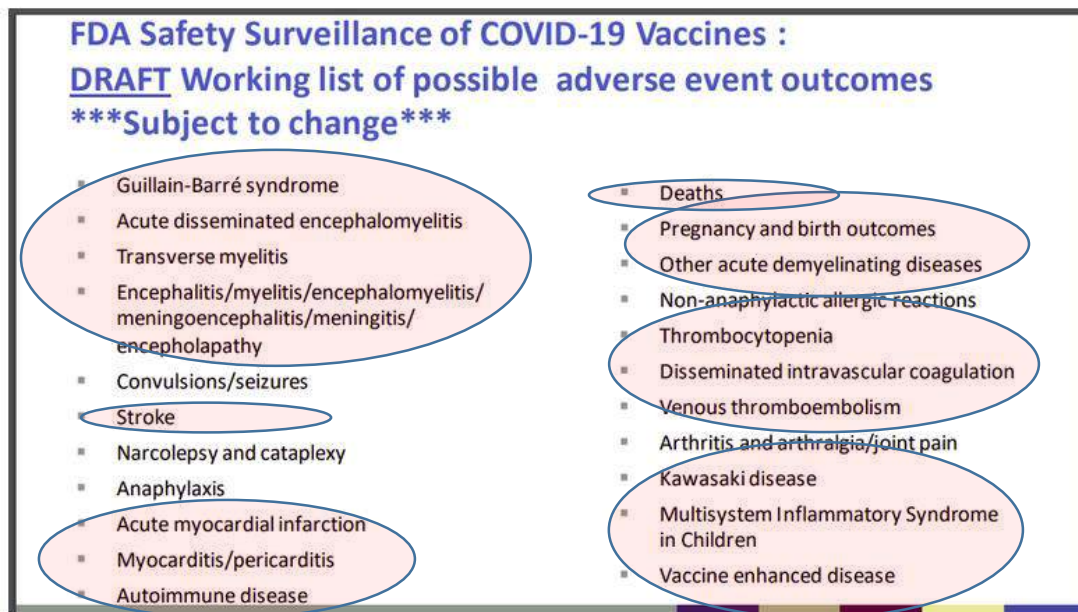 FDA Safety Surveillance of COVID-19 Vaccines :
DRAFT Working list of possible adverse event outcomes
***Subject to change***
Guillain-Barré syndrome
Acute disseminated encephalomyelitis
Transverse myelitis
Encephalitis/myelitis/encephalomyelitis/
meningoencephalitis/meningitis/
encepholapathy
Convulsions/seizures
Stroke
Narcolepsy and cataplexy
Anaphylaxis
Acute myocardial infarction
Myocarditis/pericarditis
Autoimmune disease
Deaths
Pregnancy and birth outcomes
Other acute demyelinating diseases
Non-anaphylactic allergic reactions
Thrombocytopenia
Disseminated intravascular coagulation
Venous thromboembolism
Arthritis and arthralgia/joint pain
Kawasaki disease
Multisystem Inflammatory Syndrome
in Children
Vaccine enhanced disease